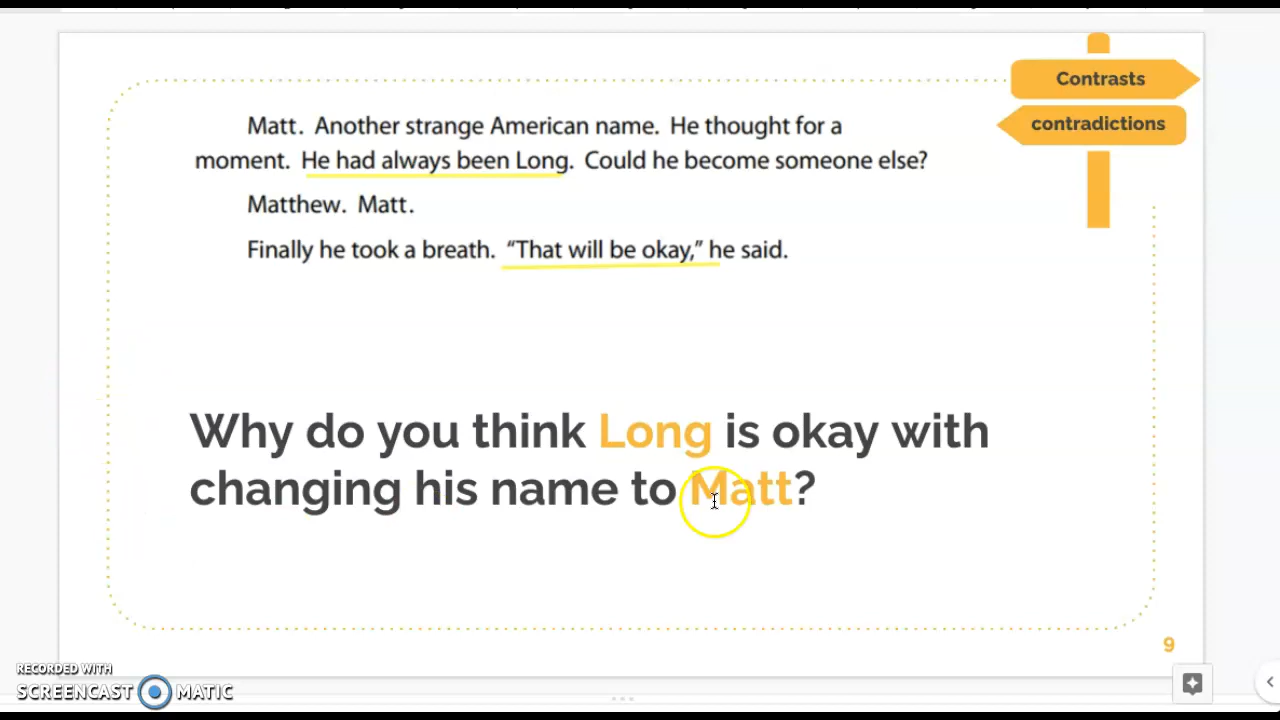 Contrasts
contradictions
Matt. Another strange American name. He thought for a
moment. He had always been Long. Could he become someone else?
Matthew. Matt.
Finally he took a breath. “That will be okay,” he said.
Why do you think Long is okay with
changing his name to Matt?
9
RECORDED WITH
SCREENCAST MATIC